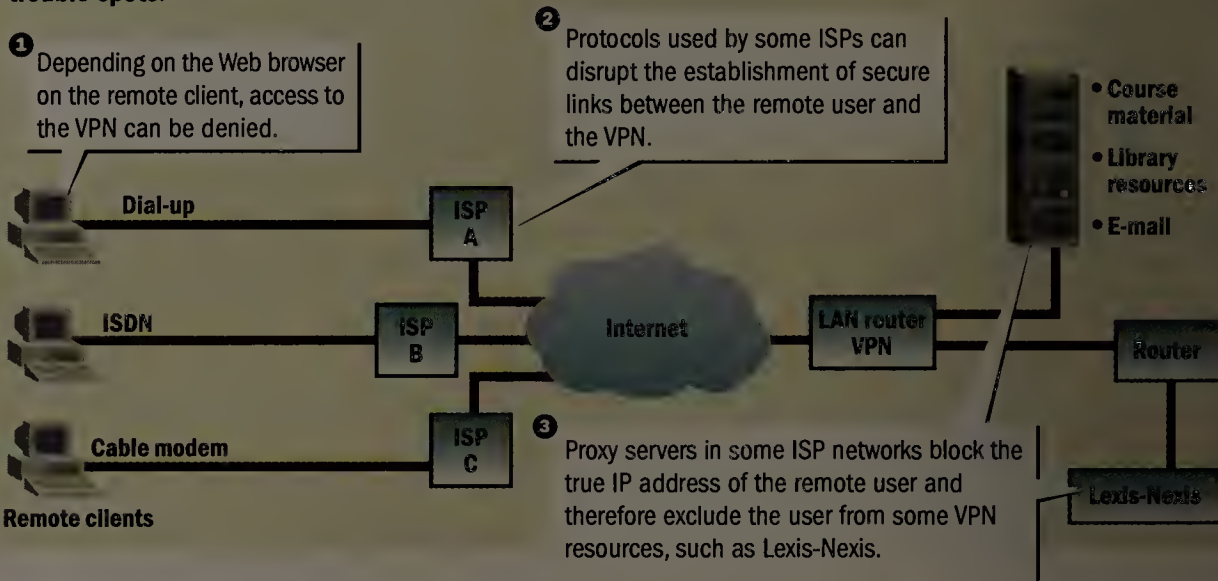 ❶ Depending on the Web browser
on the remote client, access to
the VPN can be denied.
❷ Protocols used by some ISPs can
disrupt the establishment of secure
links between the remote user and
the VPN.
• Course
material
• Library
resources
• E-mail
Dial-up
ISP
A
ISDN
ISP
B
Internet
LAN router
VPN
Router
Cable modem
ISP
C
Remote clients
❸ Proxy servers in some ISP networks block the
true IP address of the remote user and
therefore exclude the user from some VPN
resources, such as Lexis-Nexis.
Lexis-Nexis